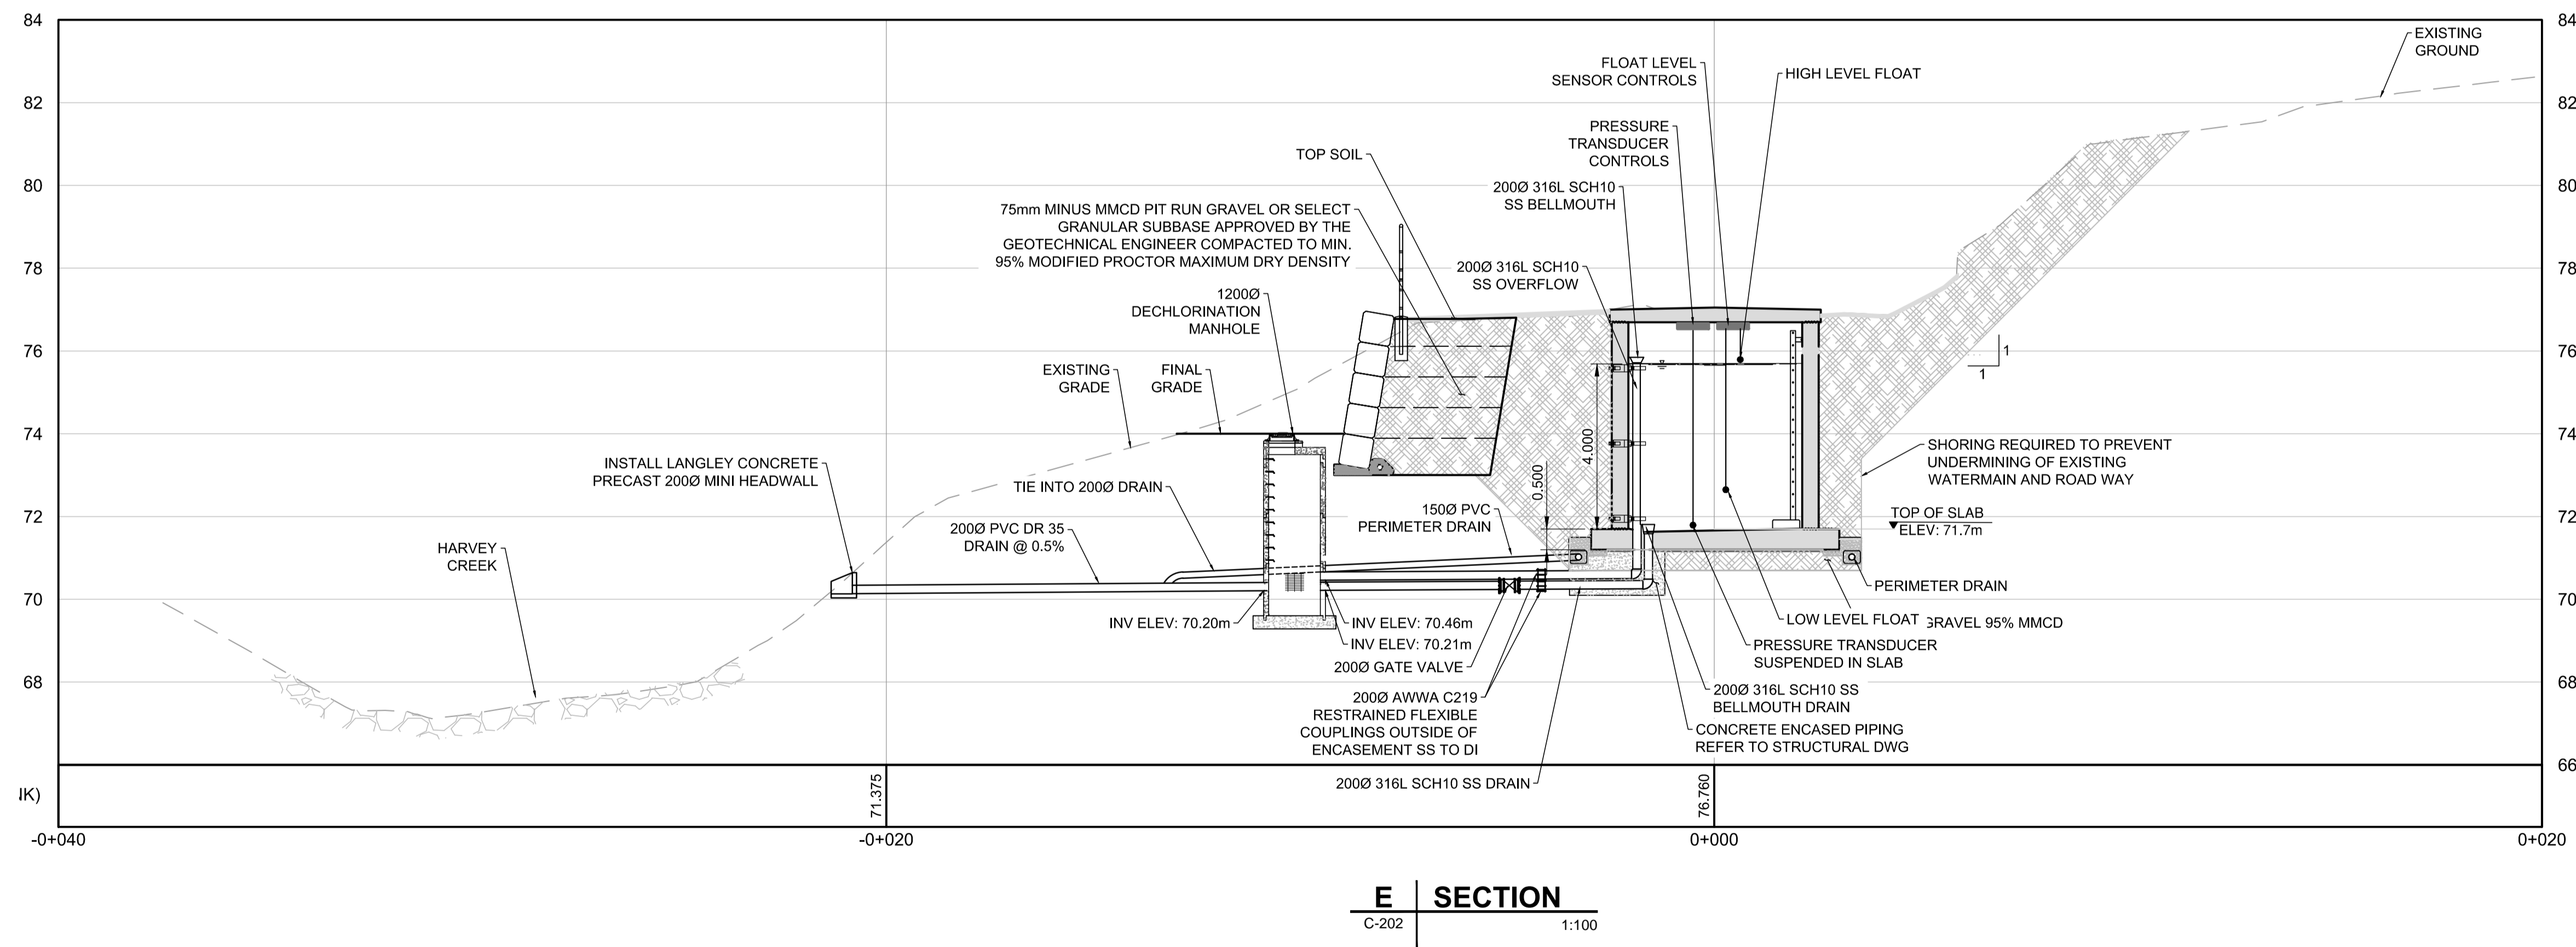 84
82
80
78
76
74
72
70
68
84
82
80
78
76
74
72
70
68
66
EXISTING
GROUND
FLOAT LEVEL
SENSOR CONTROLS
HIGH LEVEL FLOAT
PRESSURE
TRANSDUCER
CONTROLS
TOP SOIL
200Ø 316L SCH10
SS BELLMOUTH
75mm MINUS MMCD PIT RUN GRAVEL OR SELECT
GRANULAR SUBBASE APPROVED BY THE
GEOTECHNICAL ENGINEER COMPACTED TO MIN.
95% MODIFIED PROCTOR MAXIMUM DRY DENSITY
200Ø 316L SCH10
SS OVERFLOW
1200Ø
DECHLORINATION
MANHOLE
EXISTING
GRADE
FINAL
GRADE
1
1
4.000
0.500
SHORING REQUIRED TO PREVENT
UNDERMINING OF EXISTING
WATERMAIN AND ROAD WAY
INSTALL LANGLEY CONCRETE
PRECAST 200Ø MINI HEADWALL
TIE INTO 200Ø DRAIN
150Ø PVC
PERIMETER DRAIN
TOP OF SLAB
ELEV: 71.7m
200Ø PVC DR 35
DRAIN @ 0.5%
HARVEY
CREEK
PERIMETER DRAIN
INV ELEV: 70.20m
INV ELEV: 70.46m
INV ELEV: 70.21m
LOW LEVEL FLOAT
GRAVEL 95% MMCD
200Ø GATE VALVE
PRESSURE TRANSDUCER
SUSPENDED IN SLAB
200Ø AWWA C219
RESTRAINED FLEXIBLE
COUPLINGS OUTSIDE OF
ENCASEMENT SS TO DI
200Ø 316L SCH10 SS
BELLMOUTH DRAIN
CONCRETE ENCASED PIPING
REFER TO STRUCTURAL DWG
200Ø 316L SCH10 SS DRAIN
71.375
76.760
-0+040
-0+020
0+000
0+020
E SECTION
C-202 1:100